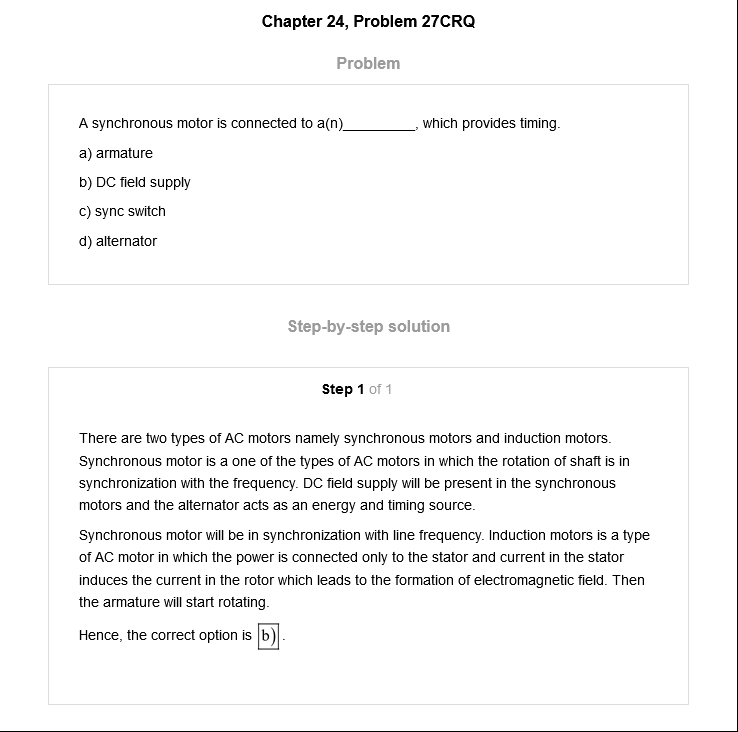 Chapter 24, Problem 27CRQ
Problem
A synchronous motor is connected to a(n)_________, which provides timing.
a) armature
b) DC field supply
c) sync switch
d) alternator
Step-by-step solution
Step 1 of 1
There are two types of AC motors namely synchronous motors and induction motors.
Synchronous motor is a one of the types of AC motors in which the rotation of shaft is in
synchronization with the frequency. DC field supply will be present in the synchronous
motors and the alternator acts as an energy and timing source.
Synchronous motor will be in synchronization with line frequency. Induction motors is a type
of AC motor in which the power is connected only to the stator and current in the stator
induces the current in the rotor which leads to the formation of electromagnetic field. Then
the armature will start rotating.
Hence, the correct option is b).